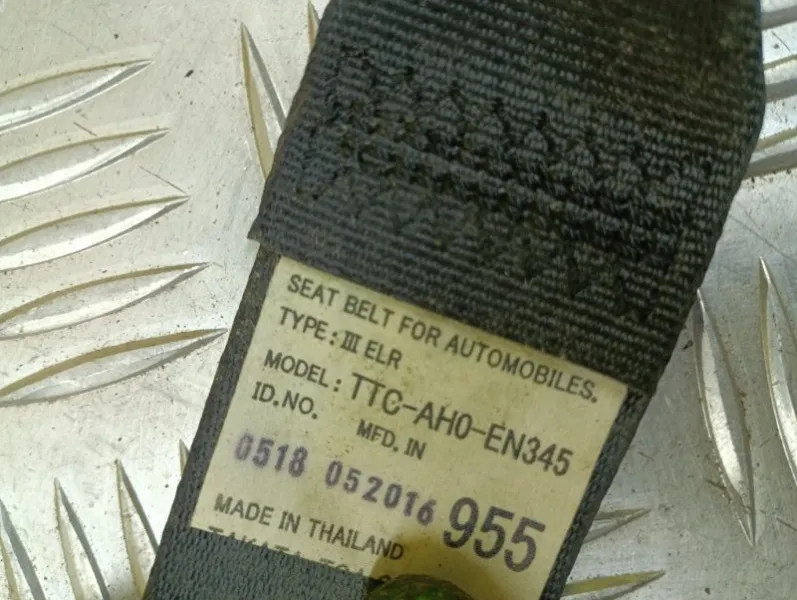 SEAT BELT FOR AUTOMOBILES.
TYPE: Ⅲ ELR
MODEL: TTC-AH0-EN345
ID.NO. MFD. IN
0518 052016 955
MADE IN THAILAND